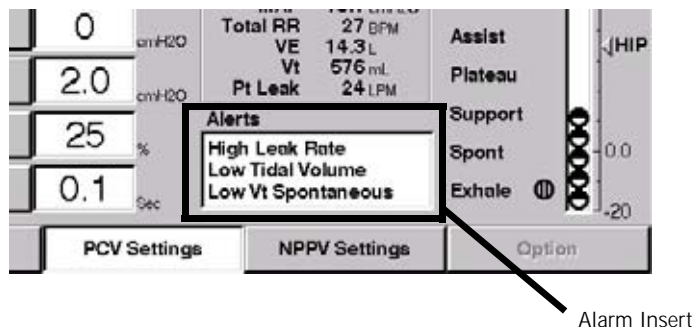 0 cmH2O
Total RR 27 BPM
VE 14.3 L
Vt 576 mL
Pt Leak 24 LPM
2.0 cmH2O
25 %
0.1 Sec
Alerts
High Leak Rate
Low Tidal Volume
Low Vt Spontaneous
Assist
Plateau
Support
Spont
Exhale
HIP
0.0
-20
PCV Settings
NPPV Settings
Option
Alarm Insert